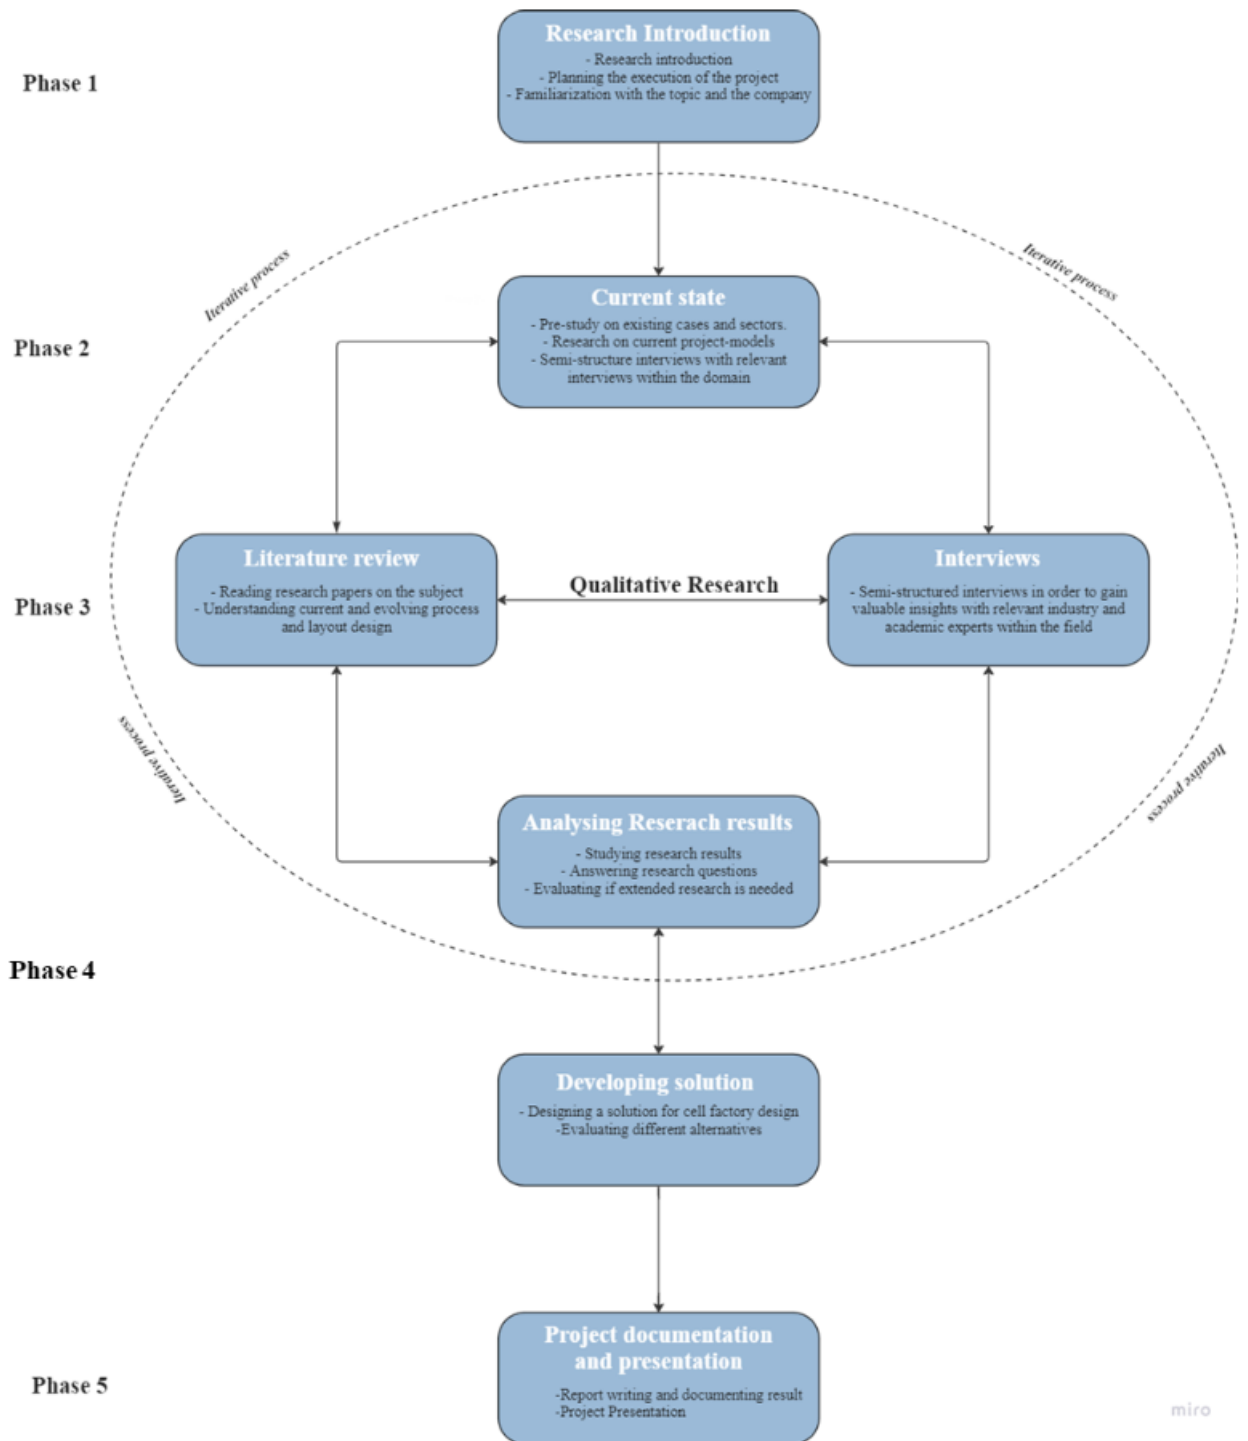 Research Introduction
- Research introduction
- Planning the execution of the project
- Familiarization with the topic and the company
Phase 1
Iterative process
Iterative process
Current state
- Pre-study on existing cases and sectors.
- Research on current project-models
- Semi-structure interviews with relevant
interviews within the domain
Phase 2
Literature review
- Reading research papers on the subject
- Understanding current and evolving process
and layout design
Qualitative Research
Interviews
- Semi-structured interviews in order to gain
valuable insights with relevant industry and
academic experts within the field
Phase 3
Iterative process
Iterative process
Analysing Reserach results
- Studying research results
- Answering research questions
- Evaluating if extended research is needed
Phase 4
Developing solution
- Designing a solution for cell factory design
-Evaluating different alternatives
Project documentation
and presentation
-Report writing and documenting result
-Project Presentation
Phase 5
miro